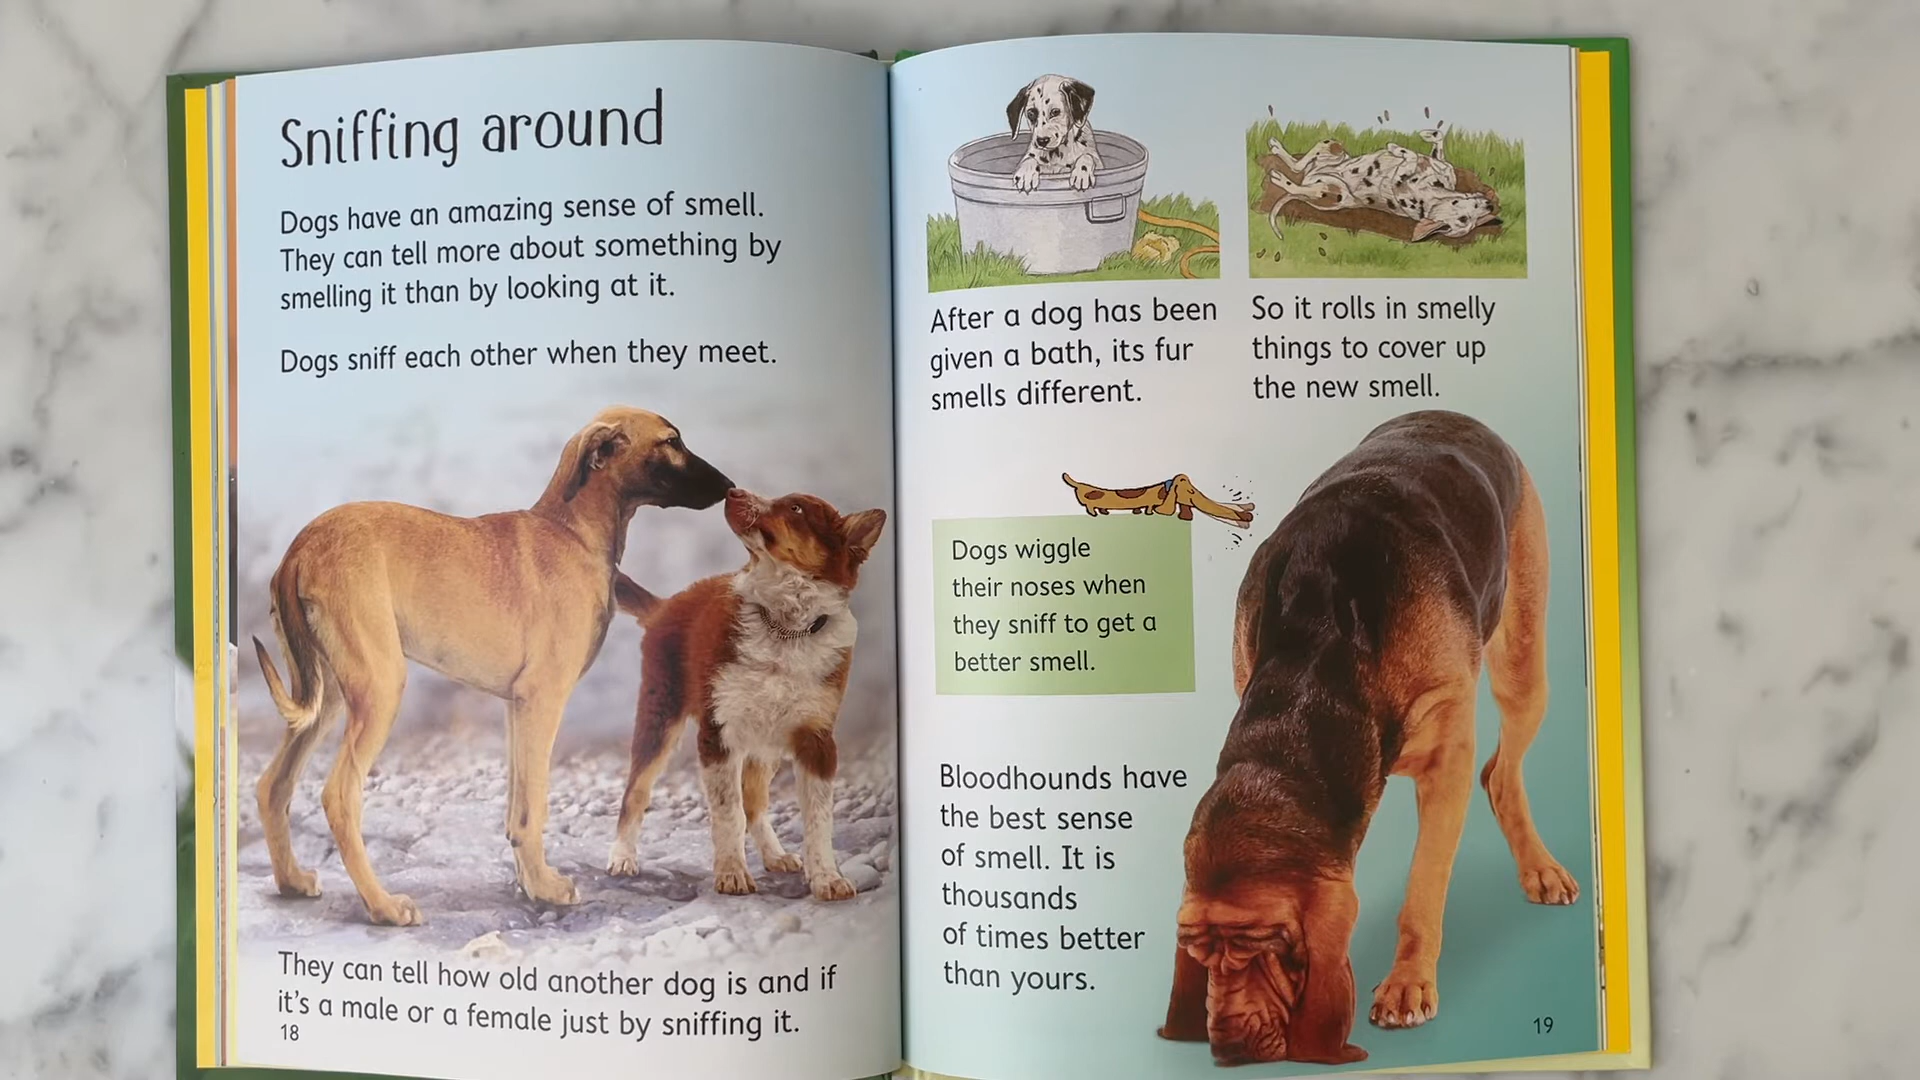 Sniffing around
Dogs have an amazing sense of smell.
They can tell more about something by
smelling it than by looking at it.
Dogs sniff each other when they meet.
They can tell how old another dog is and if
it's a male or a female just by sniffing it.
18
After a dog has been
given a bath, its fur
smells different.
So it rolls in smelly
things to cover up
the new smell.
Dogs wiggle
their noses when
they sniff to get a
better smell.
Bloodhounds have
the best sense
of smell. It is
thousands
of times better
than yours.
19